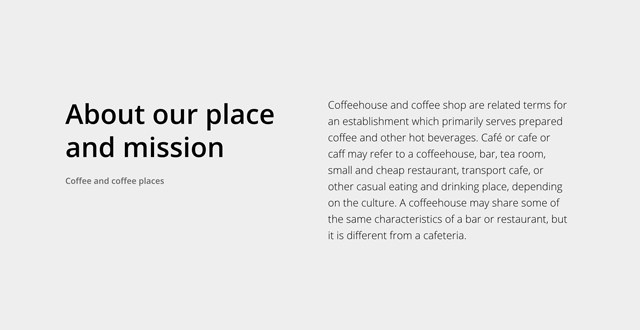 About our place
and mission
Coffee and coffee places
Coffeehouse and coffee shop are related terms for
an establishment which primarily serves prepared
coffee and other hot beverages. Café or cafe or
caff may refer to a coffeehouse, bar, tea room,
small and cheap restaurant, transport cafe, or
other casual eating and drinking place, depending
on the culture. A coffeehouse may share some of
the same characteristics of a bar or restaurant, but
it is different from a cafeteria.